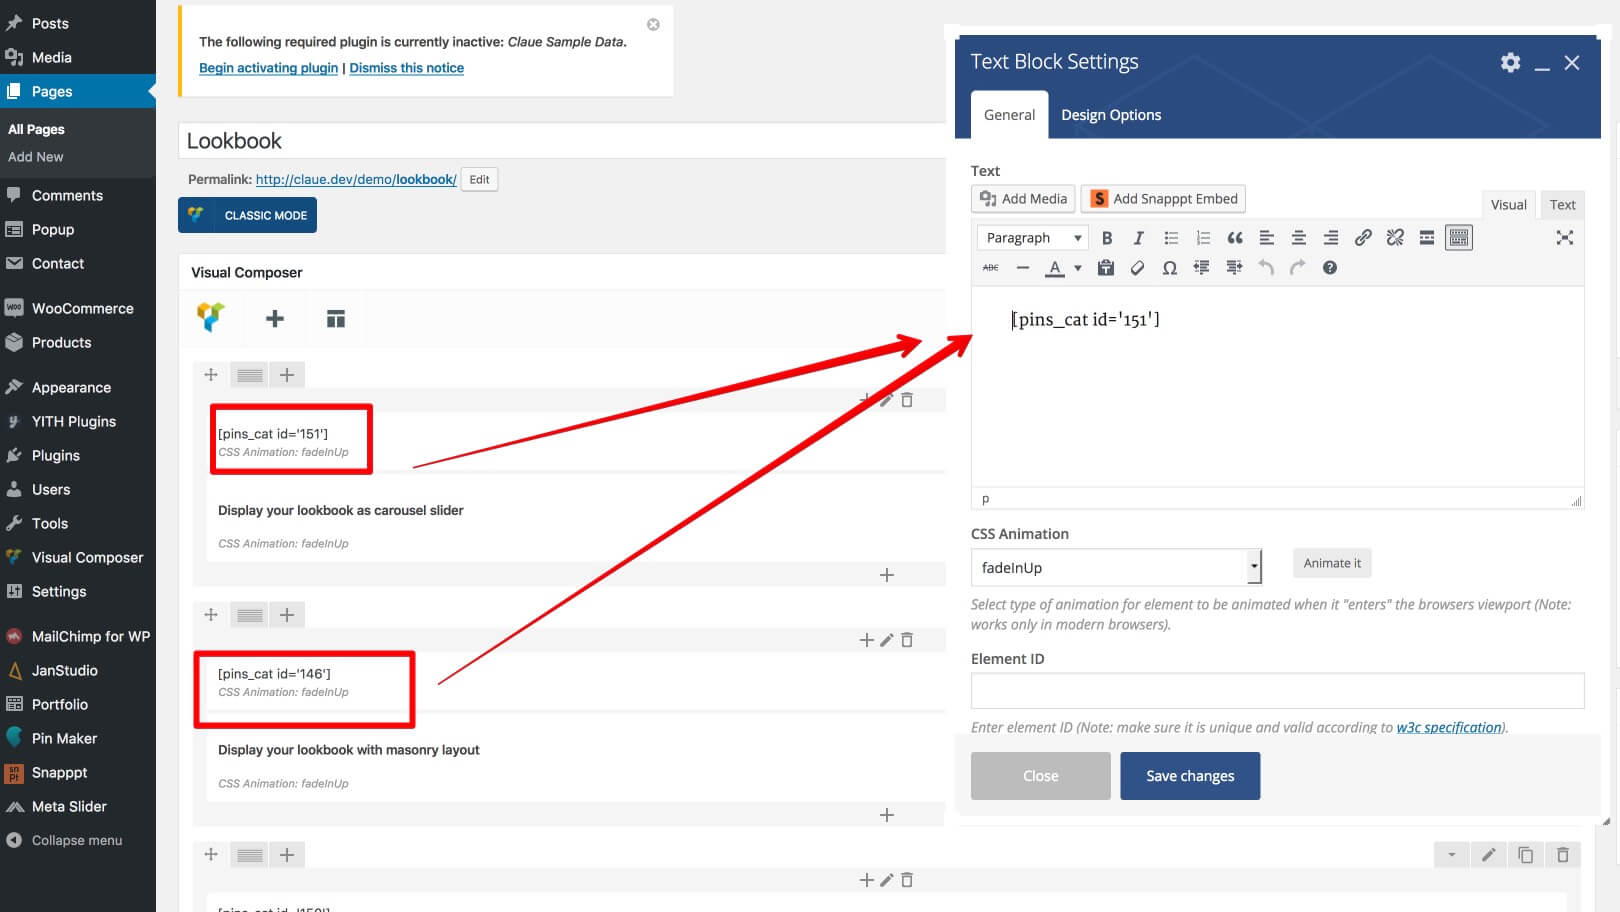 Posts
Media
Pages
All Pages
Add New
Comments
Popup
Contact
WooCommerce
Products
Appearance
YITH Plugins
Plugins
Users
Tools
Visual Composer
Settings
MailChimp for WP
JanStudio
Portfolio
Pin Maker
Snapppt
Meta Slider
Collapse menu
The following required plugin is currently inactive: Claue Sample Data.
Begin activating plugin | Dismiss this notice
Lookbook
Permalink: http://claue.dev/demo/lookbook/ Edit
CLASSIC MODE
Visual Composer
[pins_cat id='151']
CSS Animation: fadeInUp
Display your lookbook as carousel slider
CSS Animation: fadeInUp
[pins_cat id='146']
CSS Animation: fadeInUp
Display your lookbook with masonry layout
CSS Animation: fadeInUp
Text Block Settings
General Design Options
Text
Add Media S Add Snapppt Embed
Visual Text
Paragraph B I
ABC A Ω
[pins_cat id='151']
p
CSS Animation
fadeInUp Animate it
Select type of animation for element to be animated when it "enters" the browsers viewport (Note:
works only in modern browsers).
Element ID
Enter element ID (Note: make sure it is unique and valid according to w3c specification).
Close Save changes